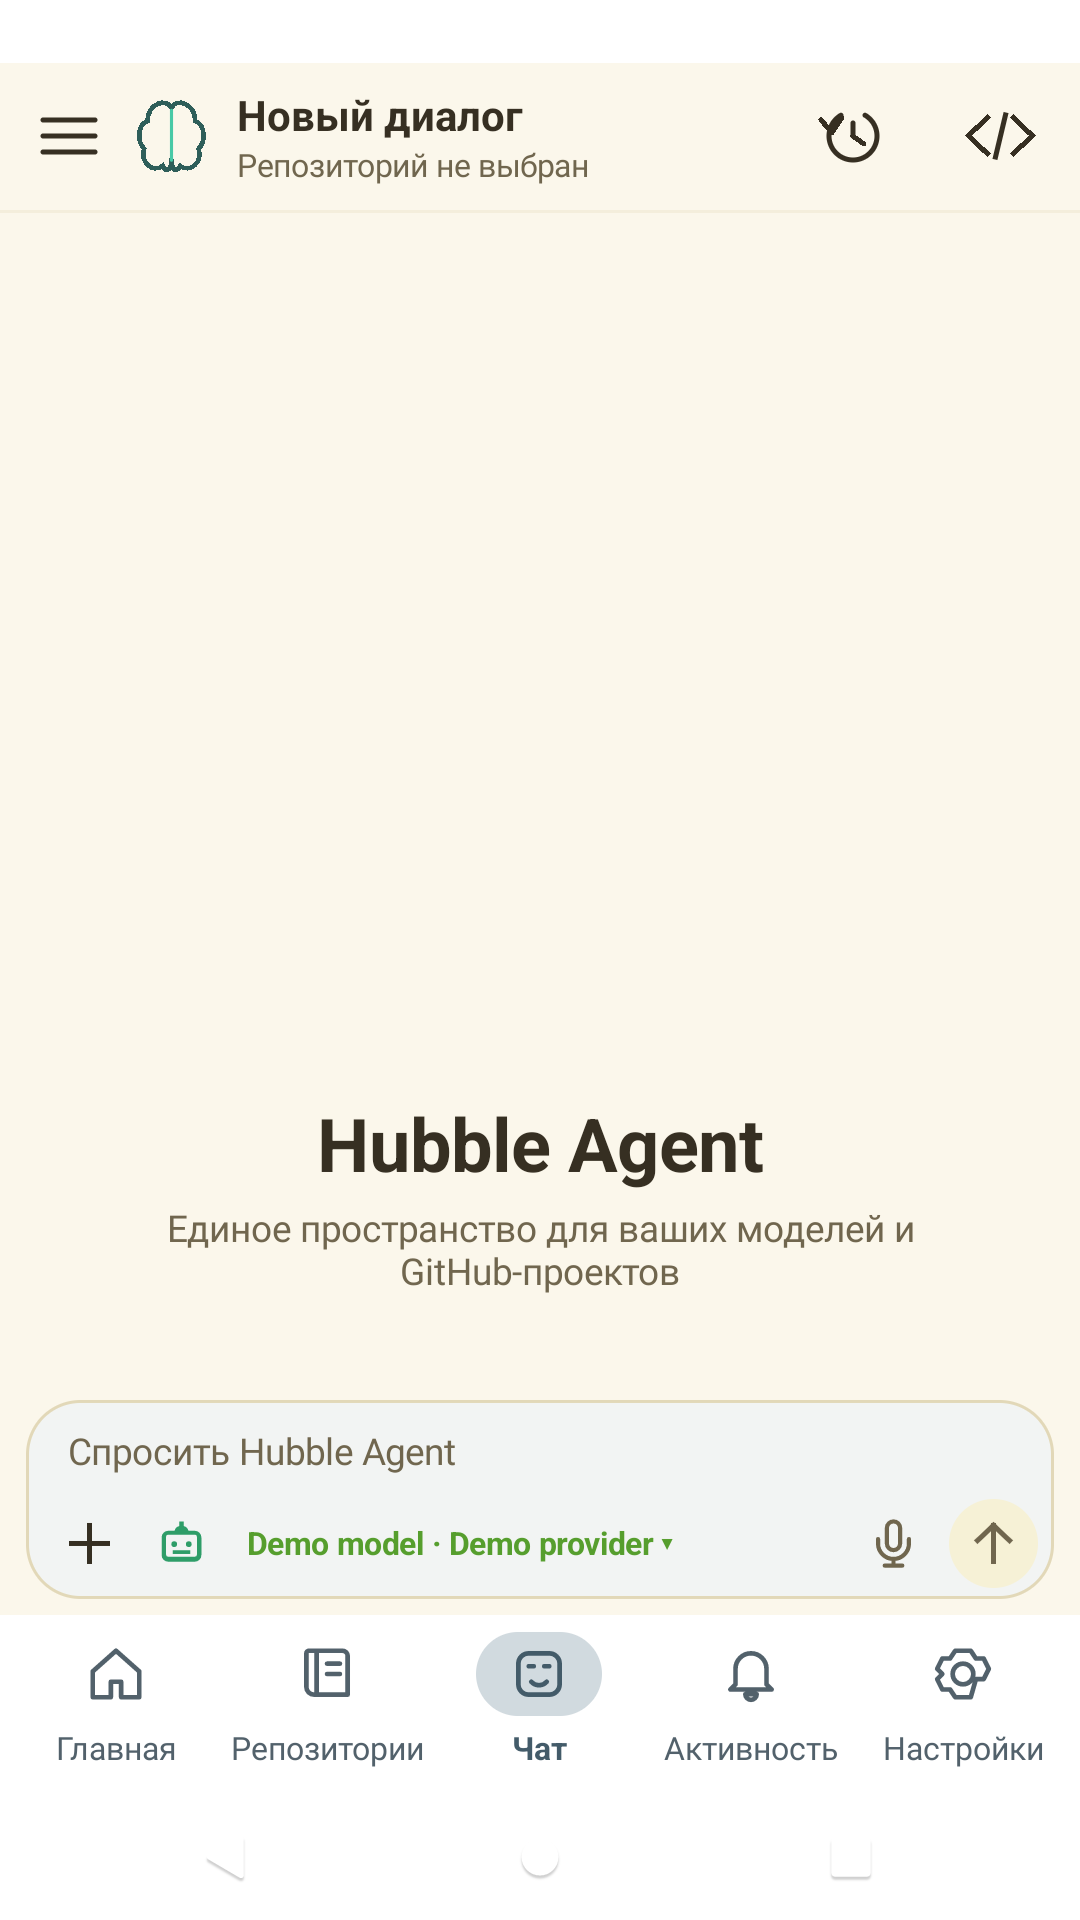 Новый диалог
Репозиторий не выбран
Hubble Agent
Единое пространство для ваших моделей и
GitHub-проектов
Спросить Hubble Agent
Demo model · Demo provider ▾
Главная
Репозитории
Чат
Активность
Настройки